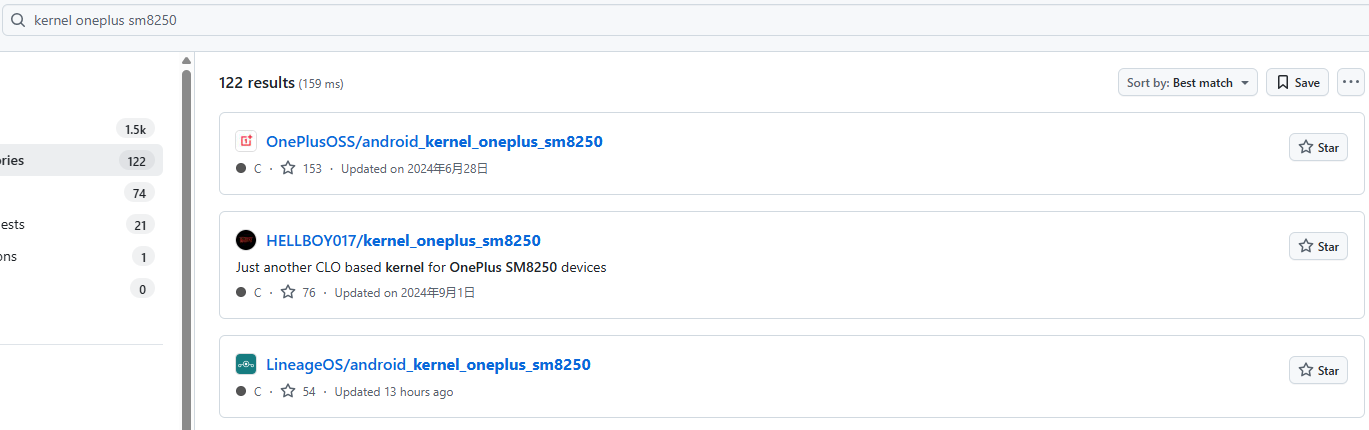 kernel oneplus sm8250
122 results (159 ms)
Sort by: Best match
Save
1.5k
ries 122
74
ests 21
ons 1
0
OnePlusOSS/android_kernel_oneplus_sm8250
Star
C · 153 · Updated on 2024年6月28日
HELLBOY017/kernel_oneplus_sm8250
Star
Just another CLO based kernel for OnePlus SM8250 devices
C · 76 · Updated on 2024年9月1日
LineageOS/android_kernel_oneplus_sm8250
Star
C · 54 · Updated 13 hours ago